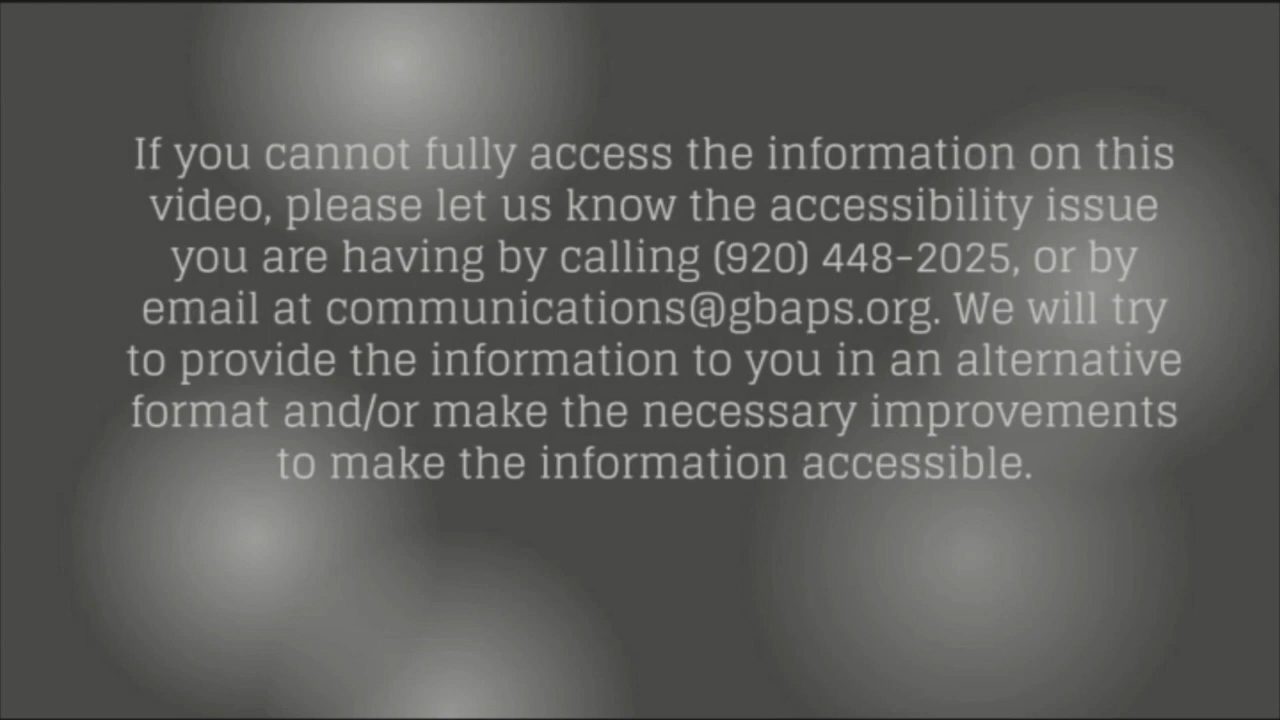 If you cannot fully access the information on this
video, please let us know the accessibility issue
you are having by calling (920) 448-2025, or by
email at communications@gbaps.org. We will try
to provide the information to you in an alternative
format and/or make the necessary improvements
to make the information accessible.